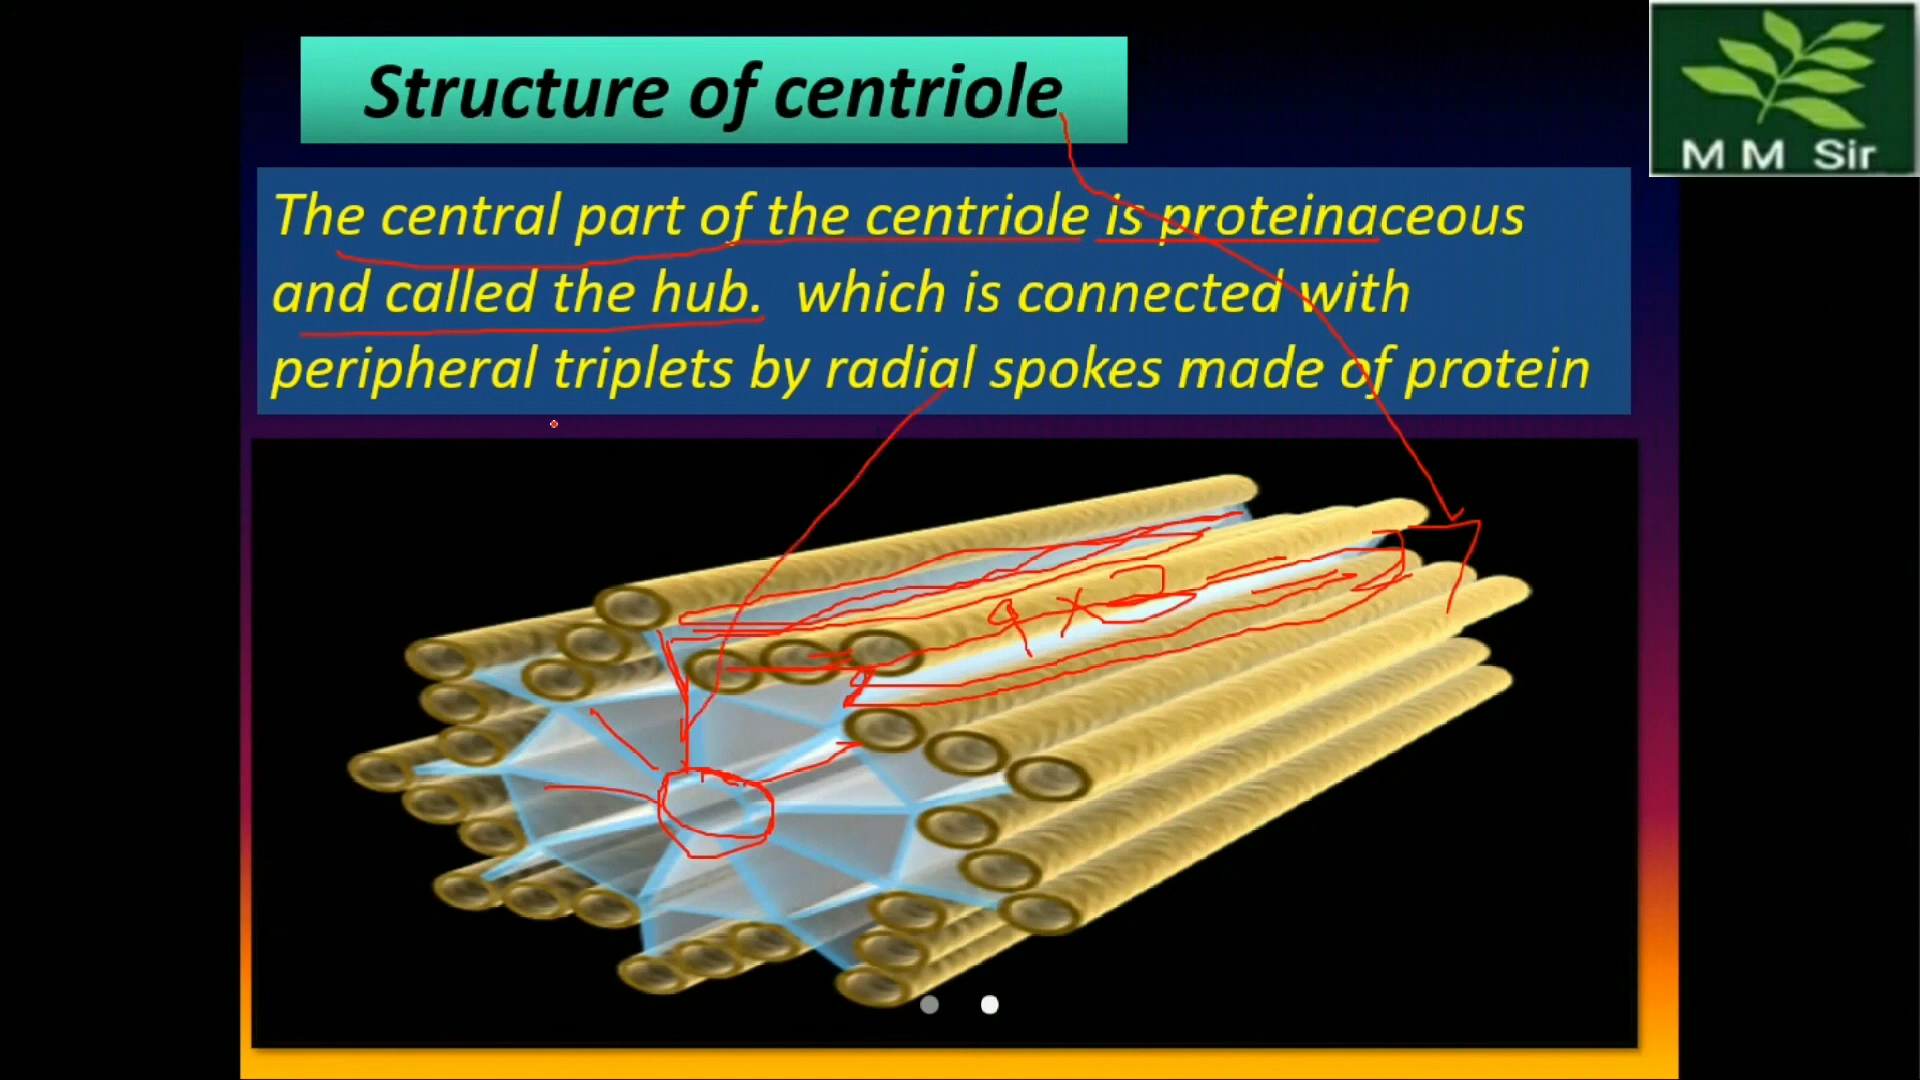 Structure of centriole
M M Sir
The central part of the centriole is proteinaceous
and called the hub. which is connected with
peripheral triplets by radial spokes made of protein